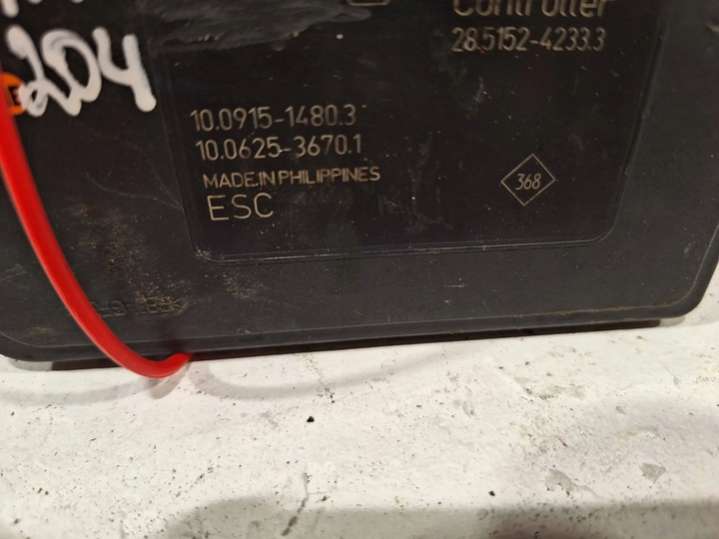 Controller
28.5152-4233.3
204
10.0915-1480.3
10.0625-3670.1
MADE.IN PHILIPPINES
368
ESC